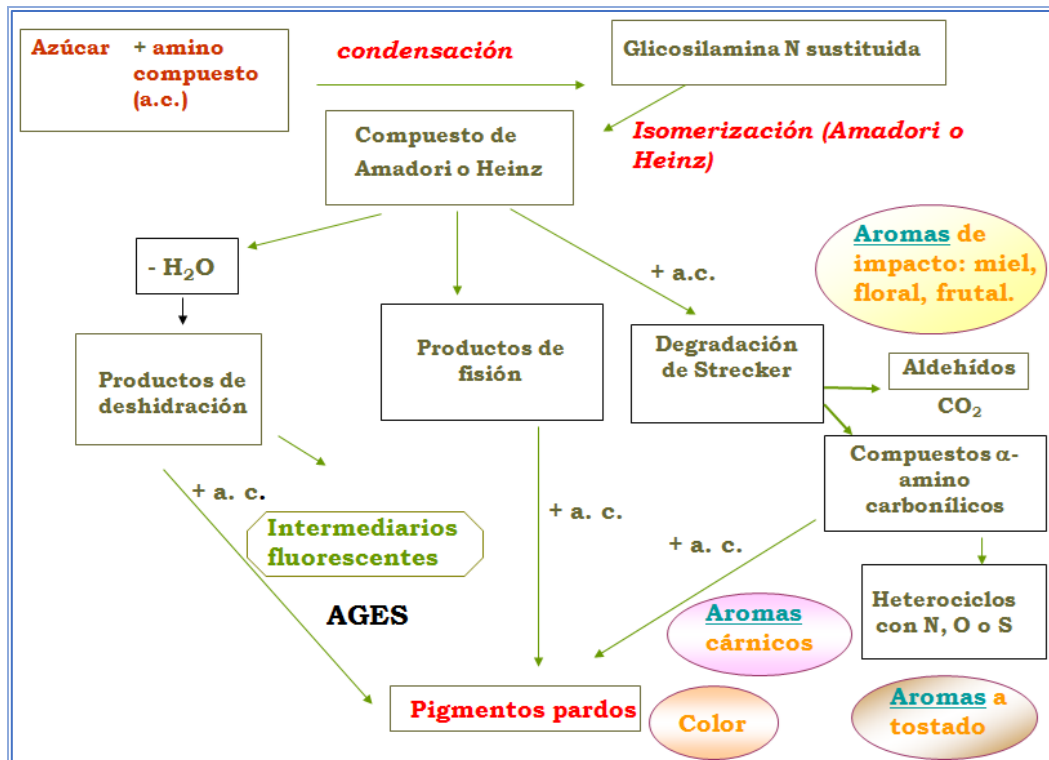 Azúcar + amino
compuesto
(a.c.)
condensación
Glicosilamina N sustituida
Compuesto de
Amadori o Heinz
Isomerización (Amadori o
Heinz)
- H₂O
+ a.c.
Aromas de
impacto: miel,
floral, frutal.
Productos de
deshidración
Productos de
fisión
Degradación
de Strecker
Aldehídos
CO₂
Compuestos α-
amino
carbonílicos
+ a. c.
Intermediarios
fluorescentes
+ a. c.
+ a. c.
AGES
Aromas
cárnicos
Heterociclos
con N, O o S
Pigmentos pardos
Color
Aromas a
tostado